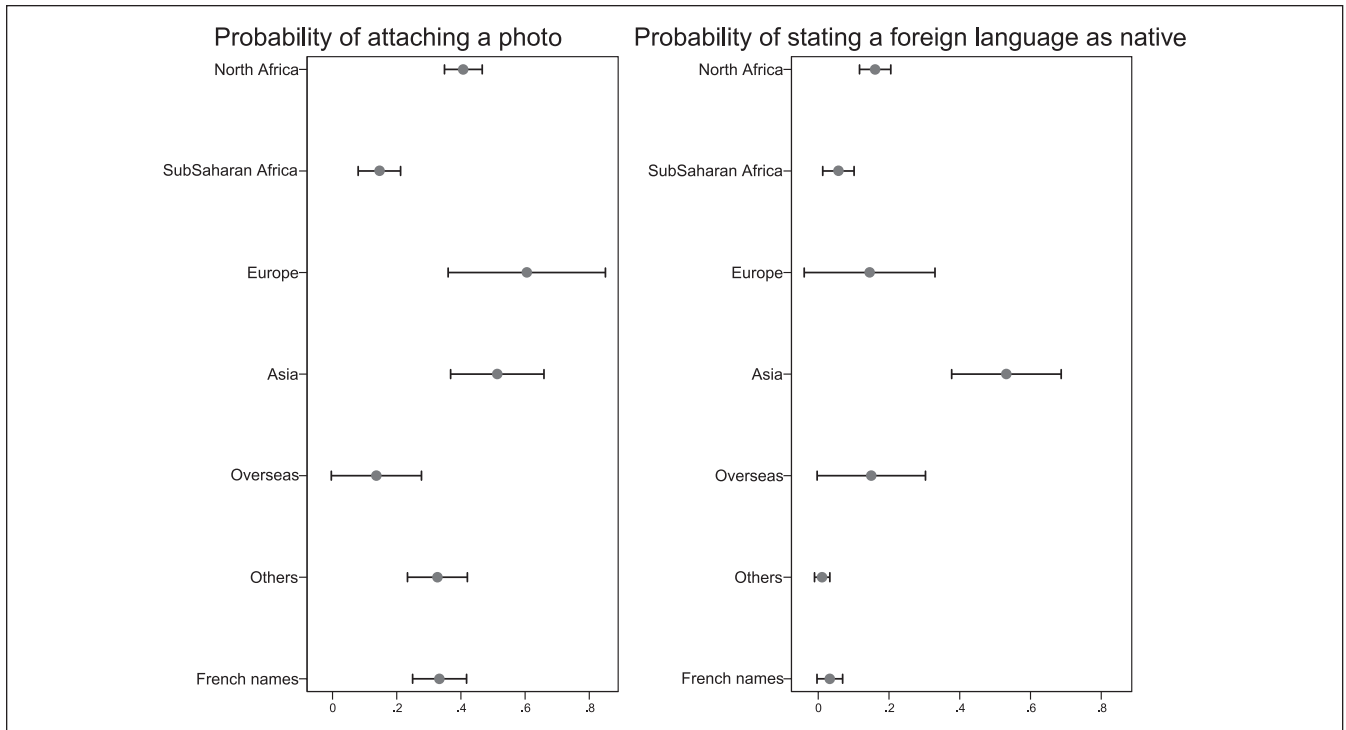 Probability of attaching a photo
North Africa
SubSaharan Africa
Europe
Asia
Overseas
Others
French names
0 .2 .4 .6 .8
Probability of stating a foreign language as native
North Africa
SubSaharan Africa
Europe
Asia
Overseas
Others
French names
0 .2 .4 .6 .8